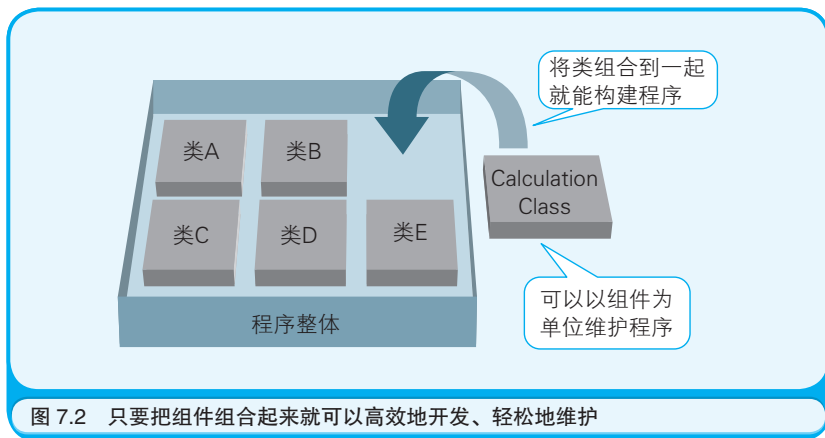 将类组合到一起
就能构建程序
类A
类B
Calculation
Class
类C
类D
类E
可以以组件为
单位维护程序
程序整体
图 7.2 只要把组件组合起来就可以高效地开发、轻松地维护